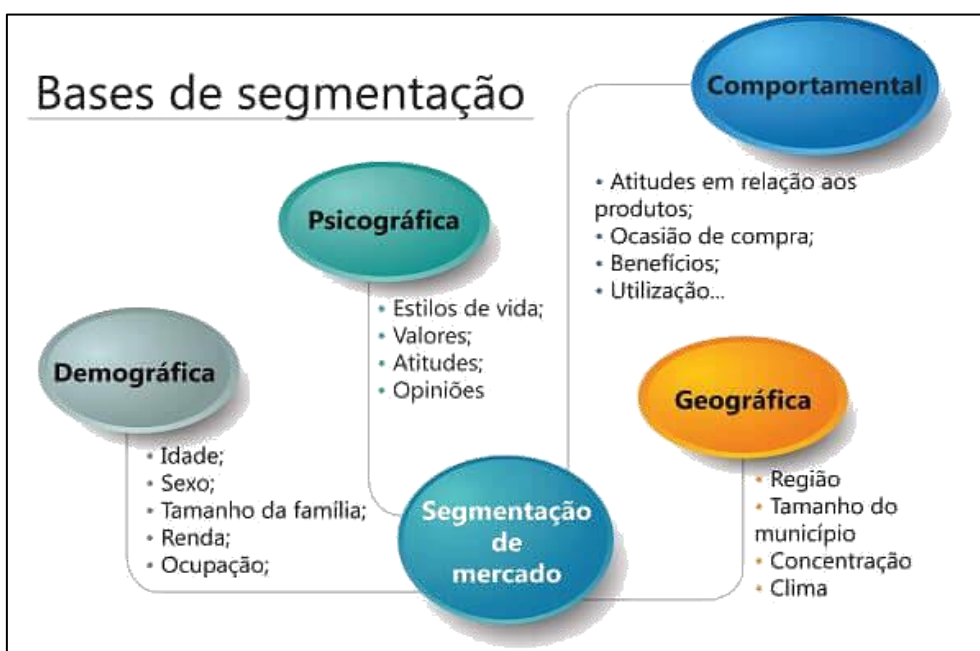 Bases de segmentação
Comportamental
• Atitudes em relação aos
produtos;
• Ocasião de compra;
• Benefícios;
• Utilização...
Psicográfica
• Estilos de vida;
• Valores;
• Atitudes;
• Opiniões
Demográfica
• Idade;
• Sexo;
• Tamanho da família;
• Renda;
• Ocupação;
Geográfica
• Região
• Tamanho do
município
• Concentração
• Clima
Segmentação
de
mercado